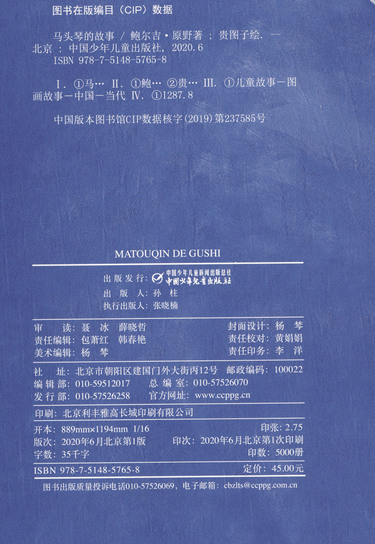 图书在版编目(CIP)数据
马头琴的故事 / 鲍尔吉·原野著 ; 贵图子绘. —
北京 : 中国少年儿童出版社, 2020.6
ISBN 978-7-5148-5765-8
Ⅰ. ①马… Ⅱ. ①鲍… ②贵… Ⅲ. ①儿童故事-图
画故事-中国-当代 Ⅳ. ①I287.8
中国版本图书馆CIP数据核字(2019)第237585号
MATOUQIN DE GUSHI
出版发行: 中国少年儿童新闻出版总社
中国少年儿童出版社
出 版 人: 孙 柱
执行出版人: 张晓楠
审 读: 聂 冰 薛晓哲 封面设计: 杨 琴
责任编辑: 包萧红 韩春艳 责任校对: 黄娟娟
美术编辑: 杨 琴 责任印务: 李 洋
社 址: 北京市朝阳区建国门外大街丙12号 邮政编码: 100022
编 辑 部: 010-59512017 总 编 室: 010-57526070
发 行 部: 010-57526258 官方网址: www.ccppg.cn
印刷: 北京利丰雅高长城印刷有限公司
开本: 889mm×1194mm 1/16 印张: 2.75
版次: 2020年6月北京第1版 印次: 2020年6月北京第1次印刷
字数: 35千字 印数: 5000册
ISBN 978-7-5148-5765-8 定价: 45.00元
图书出版质量投诉电话010-57526069, 电子邮箱: cbzlts@ccppg.com.cn